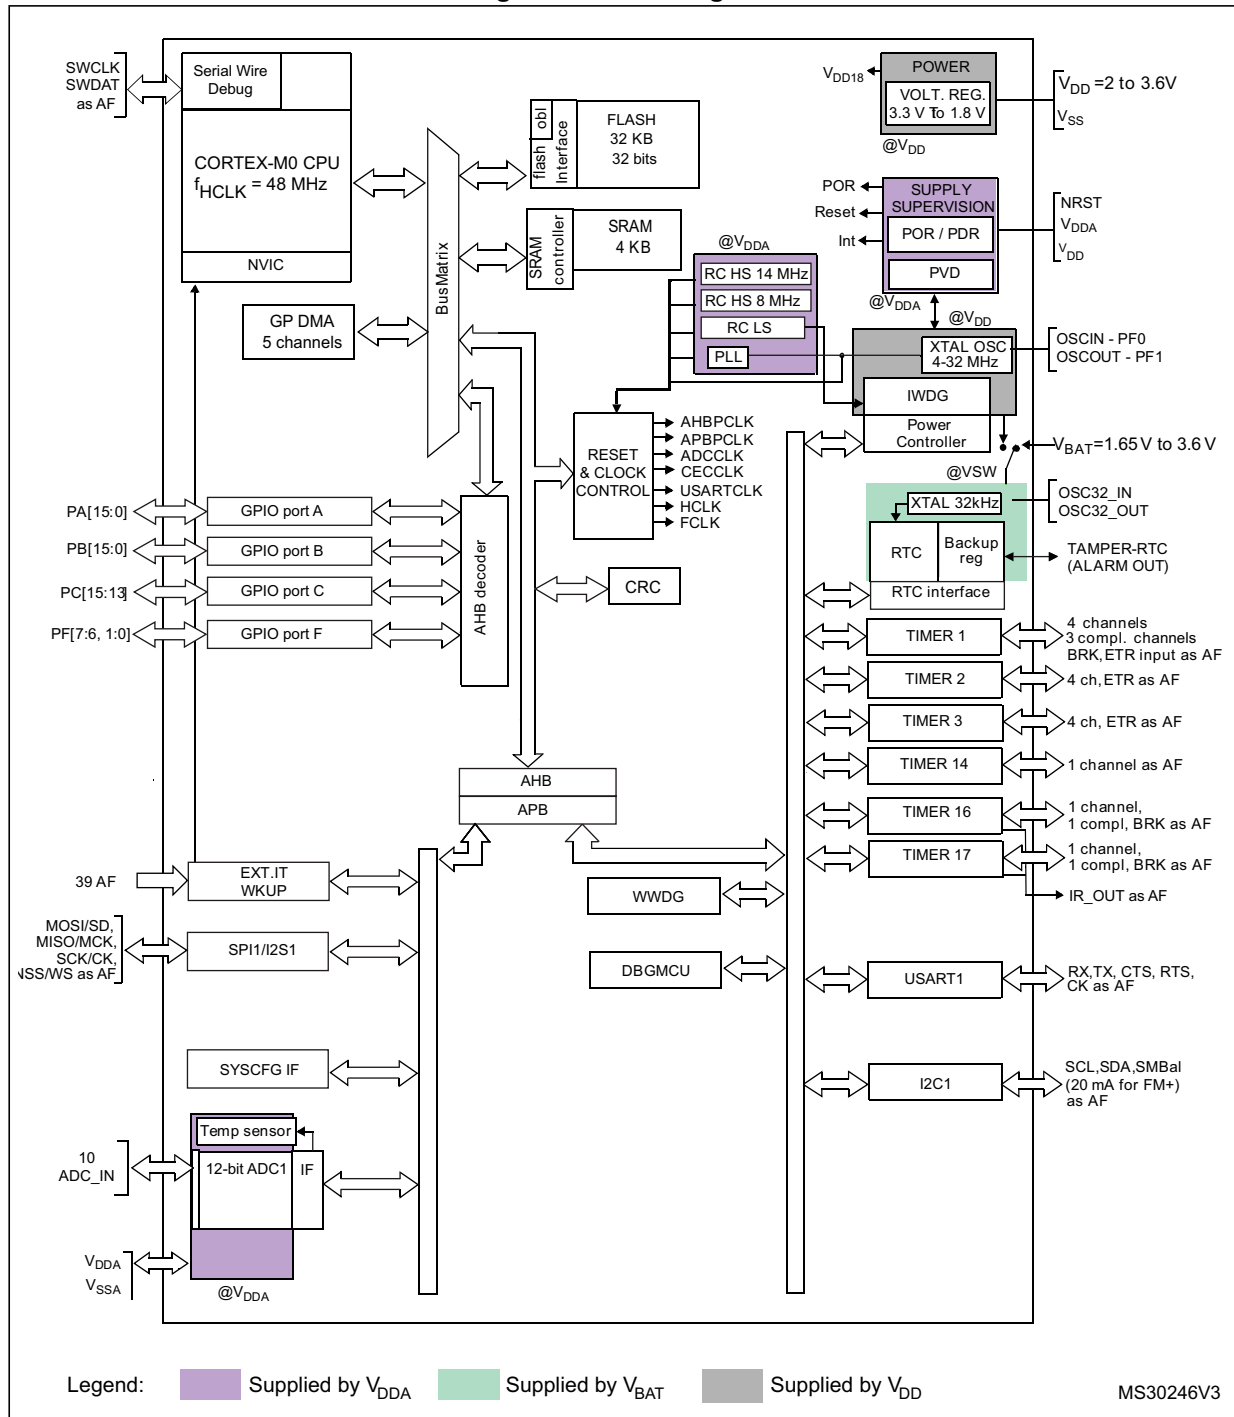 SWCLK
SWDAT
as AF
Serial Wire
Debug
CORTEX-M0 CPU
fHCLK = 48 MHz
NVIC
GP DMA
5 channels
BusMatrix
flash obl
Interface
FLASH
32 KB
32 bits
SRAM
controller
SRAM
4 KB
VDD18
POWER
VOLT. REG.
3.3 V To 1.8 V
@VDD
VDD =2 to 3.6V
VSS
POR
Reset
Int
SUPPLY
SUPERVISION
POR / PDR
PVD
@VDDA
NRST
VDDA
VDD
@VDDA
RC HS 14 MHz
RC HS 8 MHz
RC LS
PLL
@VDD
XTAL OSC
4-32 MHz
OSCIN - PF0
OSCOUT - PF1
IWDG
Power
Controller
VBAT=1.65 V to 3.6 V
@VSW
RESET
& CLOCK
CONTROL
AHBPCLK
APBPCLK
ADCCLK
CECCLK
USARTCLK
HCLK
FCLK
XTAL 32kHz
OSC32_IN
OSC32_OUT
RTC
Backup
reg
RTC interface
TAMPER-RTC
(ALARM OUT)
PA[15:0]
GPIO port A
PB[15:0]
GPIO port B
PC[15:13]
GPIO port C
PF[7:6, 1:0]
GPIO port F
AHB decoder
CRC
TIMER 1
4 channels
3 compl. channels
BRK,ETR input as AF
TIMER 2
4 ch,ETR as AF
TIMER 3
4 ch, ETR as AF
TIMER 14
1 channel as AF
TIMER 16
1 channel,
1 compl, BRK as AF
TIMER 17
1 channel,
1 compl, BRK as AF
IR_OUT as AF
AHB
APB
39 AF
EXT.IT
WKUP
WWDG
MOSI/SD,
MISO/MCK,
SCK/CK,
NSS/WS as AF
SPI1/I2S1
DBGMCU
USART1
RX,TX, CTS, RTS,
CK as AF
SYSCFG IF
I2C1
SCL,SDA,SMBal
(20 mA for FM+)
as AF
Temp sensor
10
ADC_IN
12-bit ADC1
IF
VDDA
VSSA
@VDDA
Legend:
Supplied by VDDA
Supplied by VBAT
Supplied by VDD
MS30246V3